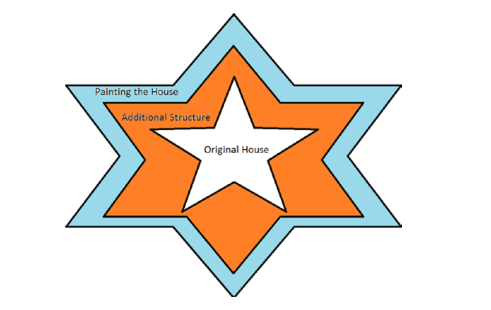 Painting the House
Additional Structure
Original House